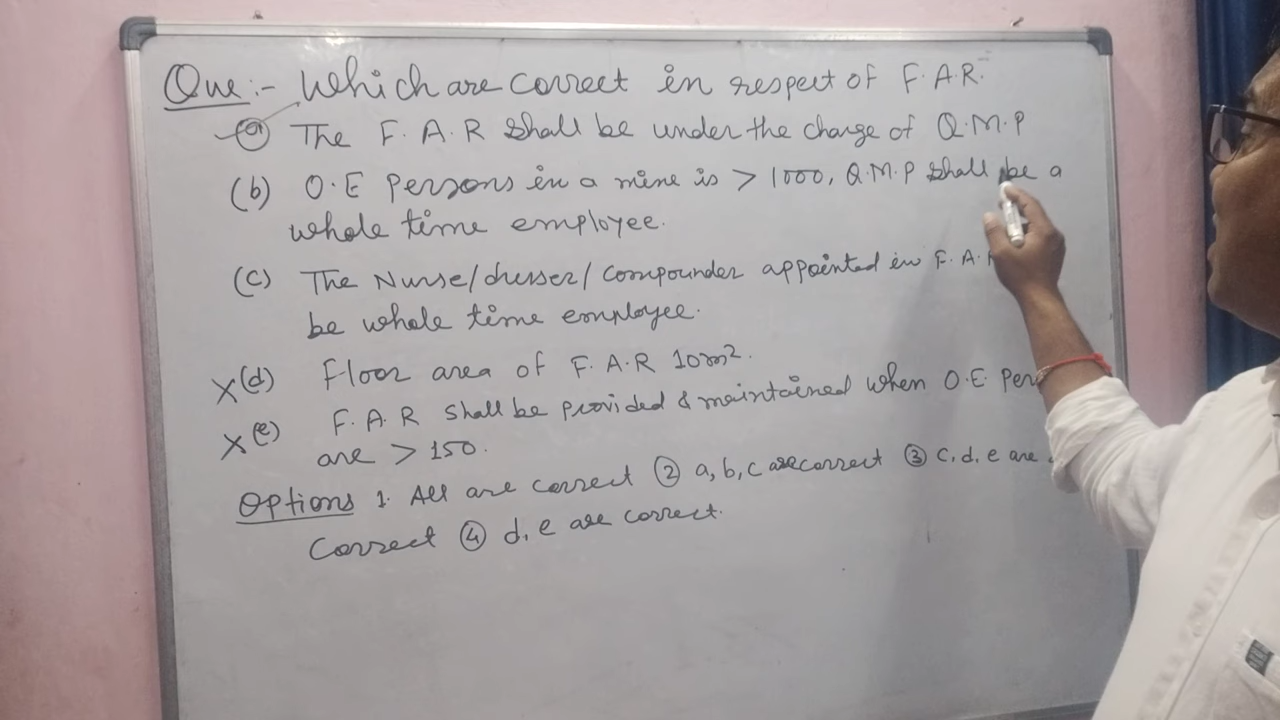 Que:- Which are correct in respect of F.A.R.
(a) The F.A.R shall be under the charge of Q.M.P
(b) O.E persons in a mine is > 1000, Q.M.P shall be a
whole time employee.
(c) The Nurse/dresser/compounder appointed in F.A.
be whole time employee.
X(d) Floor area of F.A.R 10m².
X(e) F.A.R shall be provided & maintained when O.E. per
are > 150.
Options 1. All are correct ② a, b, c are correct ③ c, d, e are
correct ④ d, e are correct.